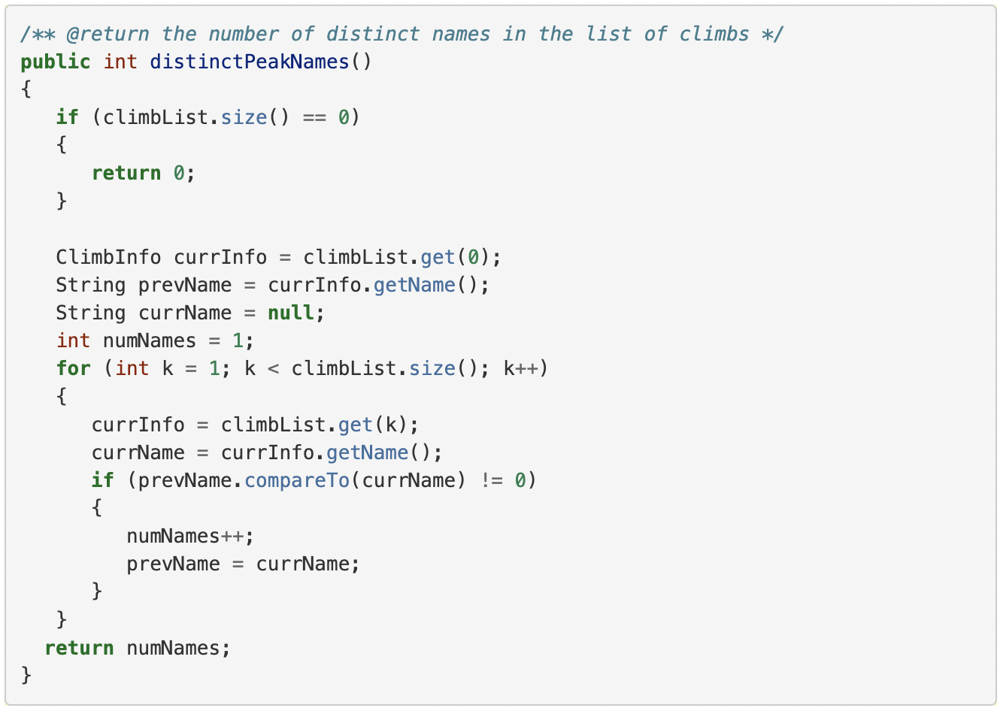 /** @return the number of distinct names in the list of climbs */
public int distinctPeakNames()
{
   if (climbList.size() == 0)
   {
      return 0;
   }

   ClimbInfo currInfo = climbList.get(0);
   String prevName = currInfo.getName();
   String currName = null;
   int numNames = 1;
   for (int k = 1; k < climbList.size(); k++)
   {
      currInfo = climbList.get(k);
      currName = currInfo.getName();
      if (prevName.compareTo(currName) != 0)
      {
         numNames++;
         prevName = currName;
      }
   }
  return numNames;
}